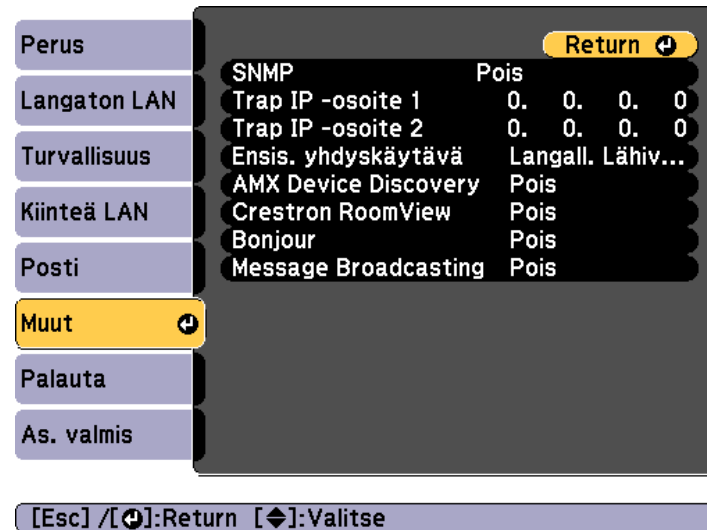 Perus
Langaton LAN
Turvallisuus
Kiinteä LAN
Posti
Muut
Palauta
As. valmis
Return
SNMP Pois
Trap IP -osoite 1 0. 0. 0. 0
Trap IP -osoite 2 0. 0. 0. 0
Ensis. yhdyskäytävä Langall. Lähiv...
AMX Device Discovery Pois
Crestron RoomView Pois
Bonjour Pois
Message Broadcasting Pois
[Esc] /[⏎]:Return [◆]:Valitse